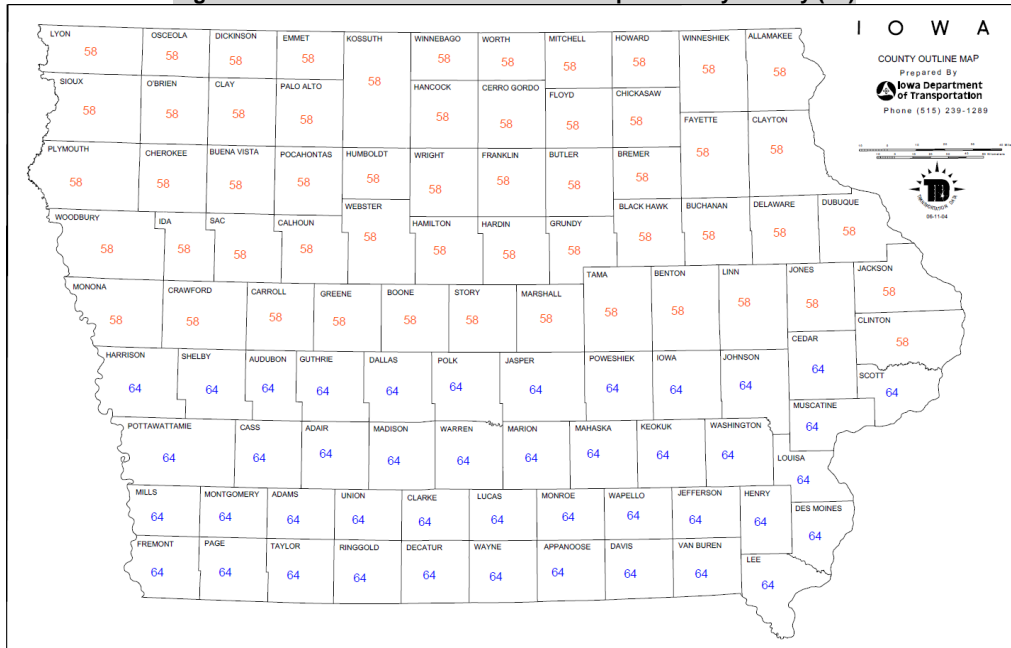 I O W A
COUNTY OUTLINE MAP
Prepared By
Iowa Department
of Transportation
Phone (515) 239-1289
06-11-04
LYON OSCEOLA DICKINSON EMMET KOSSUTH WINNEBAGO WORTH MITCHELL HOWARD WINNESHIEK ALLAMAKEE
58 58 58 58 58 58 58 58 58 58 58
SIOUX O'BRIEN CLAY PALO ALTO HANCOCK CERRO GORDO FLOYD CHICKASAW
58 58 58 58 58 58 58 58
FAYETTE CLAYTON
58 58
PLYMOUTH CHEROKEE BUENA VISTA POCAHONTAS HUMBOLDT WRIGHT FRANKLIN BUTLER BREMER
58 58 58 58 58 58 58 58 58
WOODBURY IDA SAC CALHOUN WEBSTER HAMILTON HARDIN GRUNDY BLACK HAWK BUCHANAN DELAWARE DUBUQUE
58 58 58 58 58 58 58 58 58 58 58 58
MONONA CRAWFORD CARROLL GREENE BOONE STORY MARSHALL TAMA BENTON LINN JONES JACKSON
58 58 58 58 58 58 58 58 58 58 58 58
CLINTON
58
HARRISON SHELBY AUDUBON GUTHRIE DALLAS POLK JASPER POWESHIEK IOWA JOHNSON CEDAR SCOTT
64 64 64 64 64 64 64 64 64 64 64 64
MUSCATINE
64
POTTAWATTAMIE CASS ADAIR MADISON WARREN MARION MAHASKA KEOKUK WASHINGTON LOUISA
64 64 64 64 64 64 64 64 64 64
MILLS MONTGOMERY ADAMS UNION CLARKE LUCAS MONROE WAPELLO JEFFERSON HENRY DES MOINES
64 64 64 64 64 64 64 64 64 64 64
FREMONT PAGE TAYLOR RINGGOLD DECATUR WAYNE APPANOOSE DAVIS VAN BUREN LEE
64 64 64 64 64 64 64 64 64 64